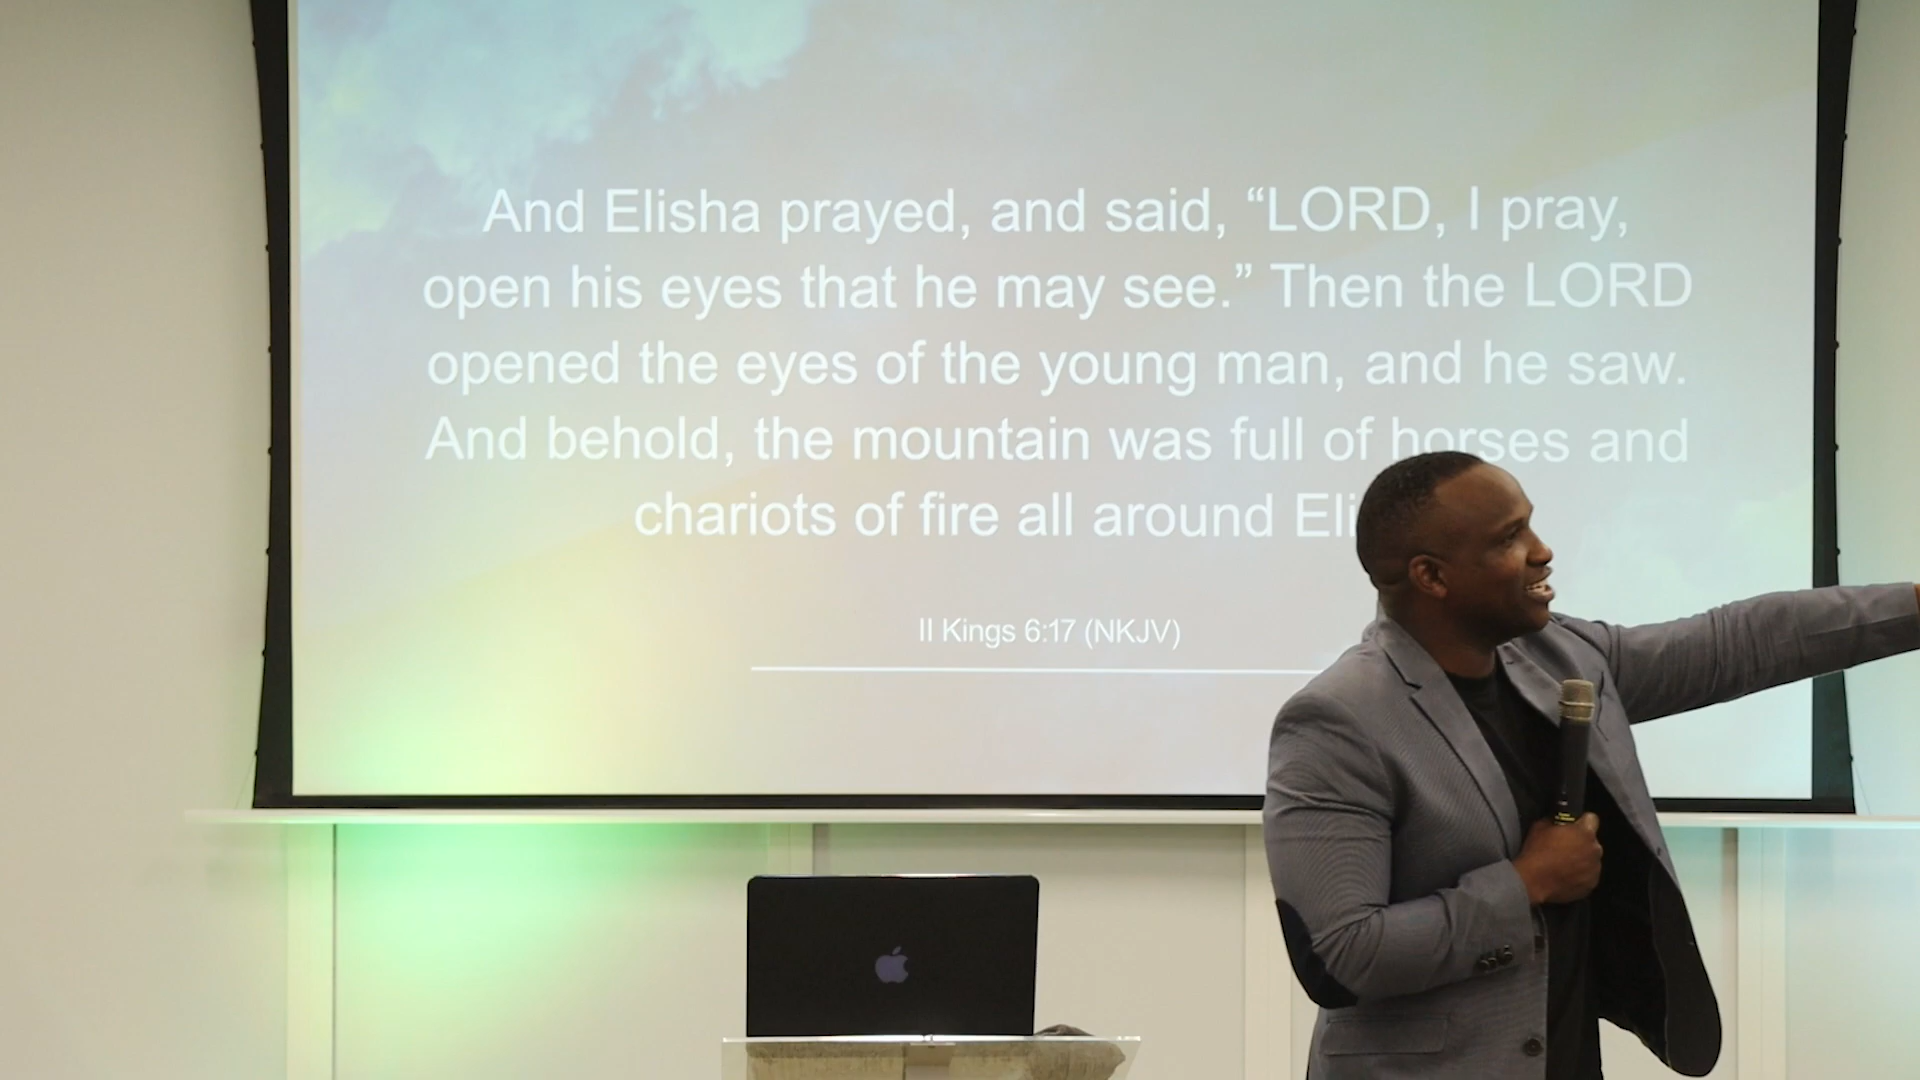 And Elisha prayed, and said, “LORD, I pray,
open his eyes that he may see.” Then the LORD
opened the eyes of the young man, and he saw.
And behold, the mountain was full of horses and
chariots of fire all around
II Kings 6:17 (NKJV)